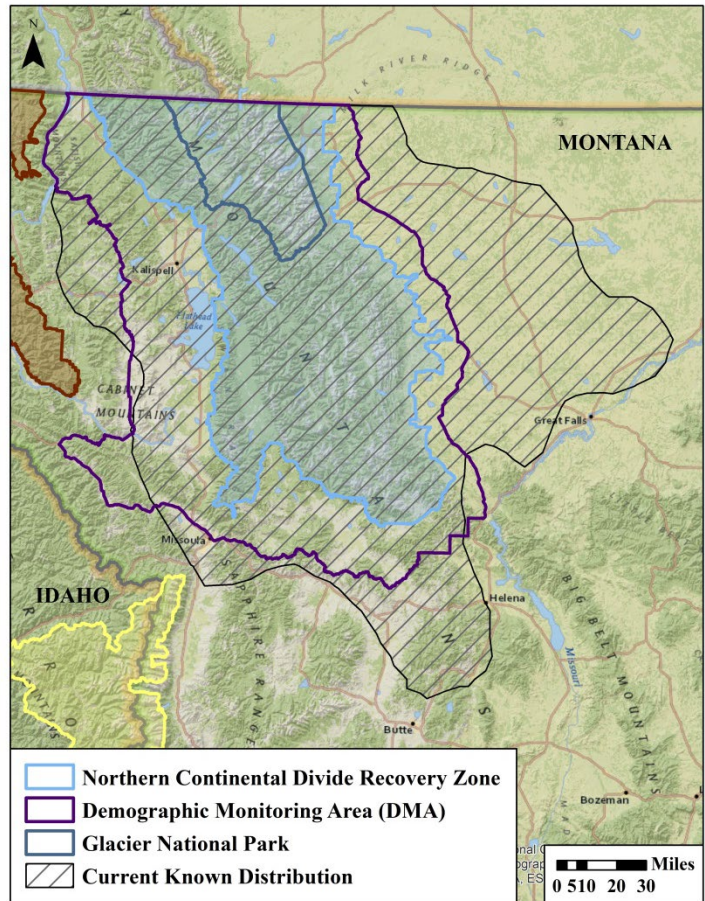 N
MILK RIVER RIDGE
MONTANA
Kalispell
Flathead
Lake
CABINET
MOUNTAINS
Great Falls
Missoula
IDAHO
SAPPHIRE RANGE
Helena
BIG BELT MOUNTAINS
Missouri
Butte
Bozeman
Northern Continental Divide Recovery Zone
Demographic Monitoring Area (DMA)
Glacier National Park
Current Known Distribution
Miles
0 5 10 20 30